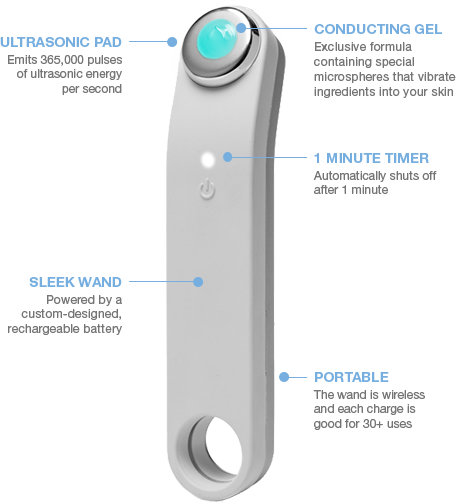 ULTRASONIC PAD
Emits 365,000 pulses
of ultrasonic energy
per second
CONDUCTING GEL
Exclusive formula
containing special
microspheres that vibrate
ingredients into your skin
1 MINUTE TIMER
Automatically shuts off
after 1 minute
SLEEK WAND
Powered by a
custom-designed,
rechargeable battery
PORTABLE
The wand is wireless
and each charge is
good for 30+ uses